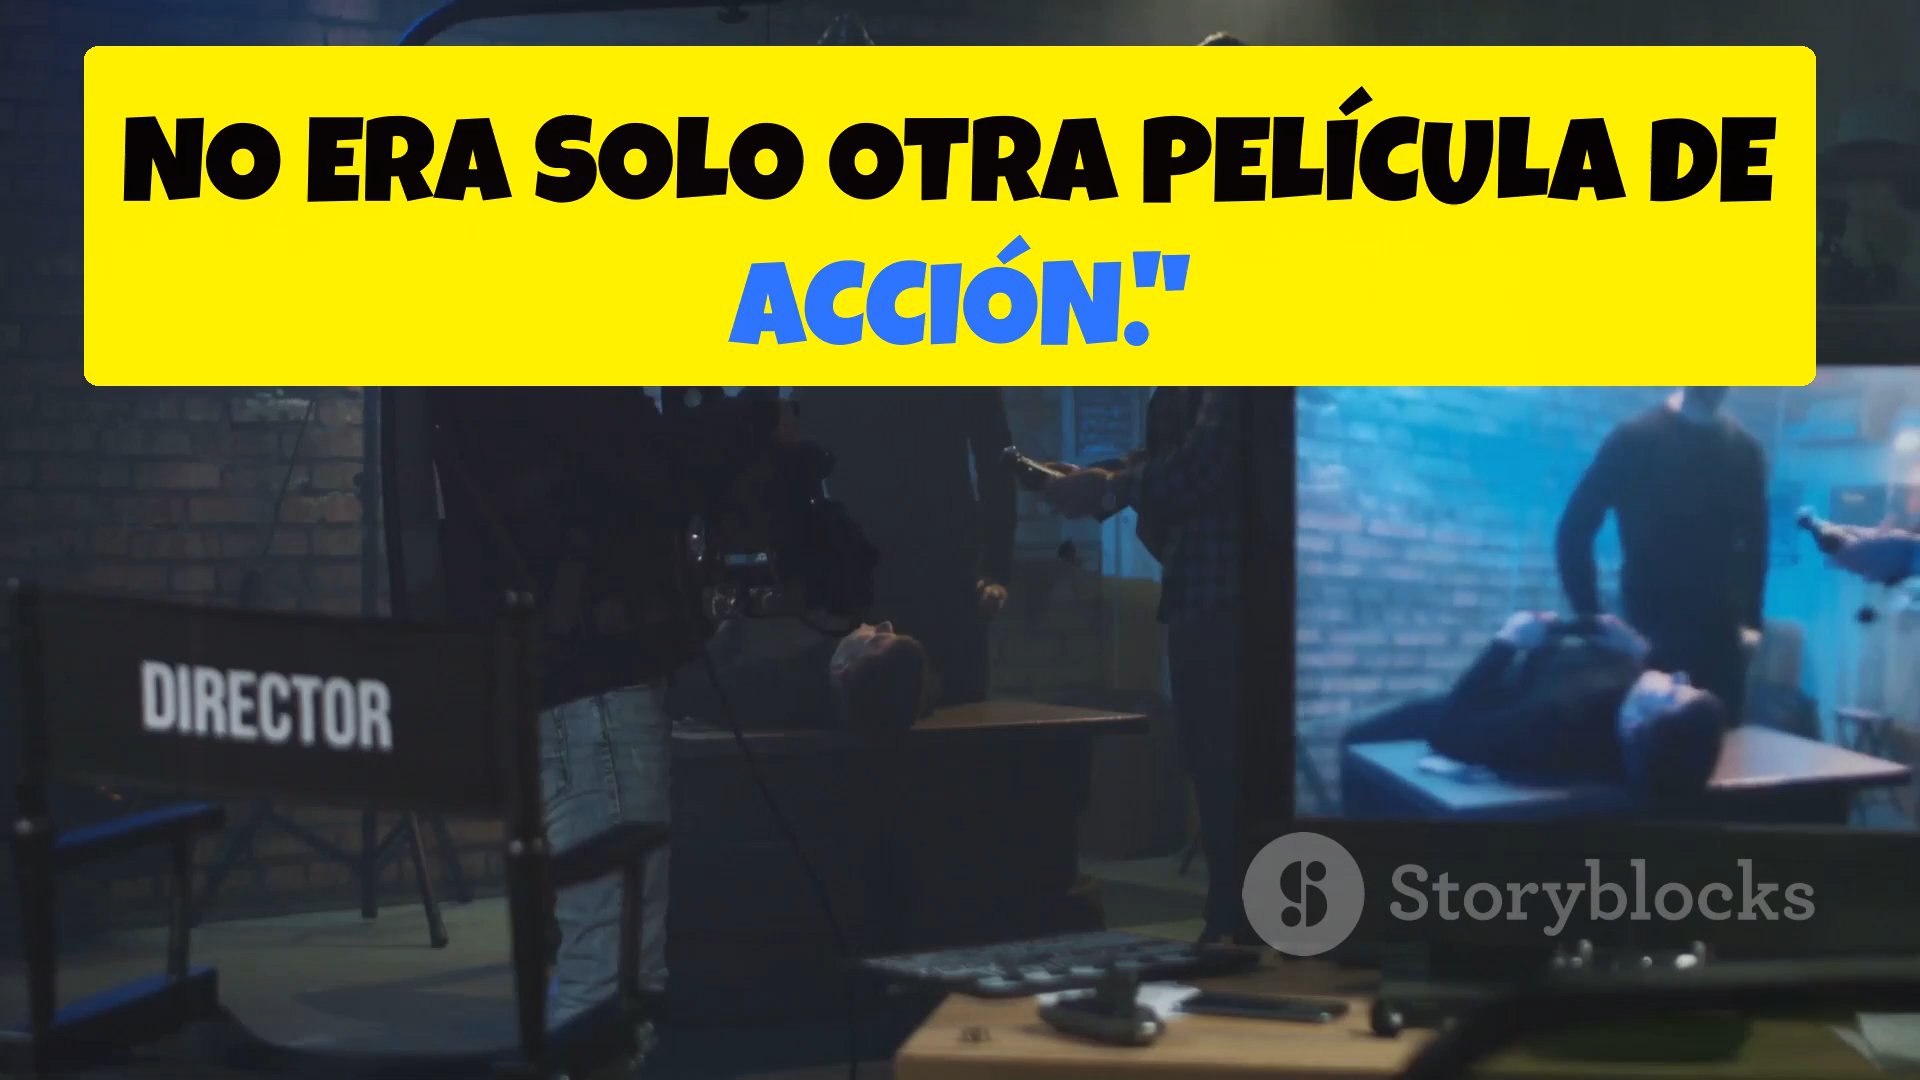 NO ERA SOLO OTRA PELÍCULA DE
ACCIÓN."
DIRECTOR
Storyblocks